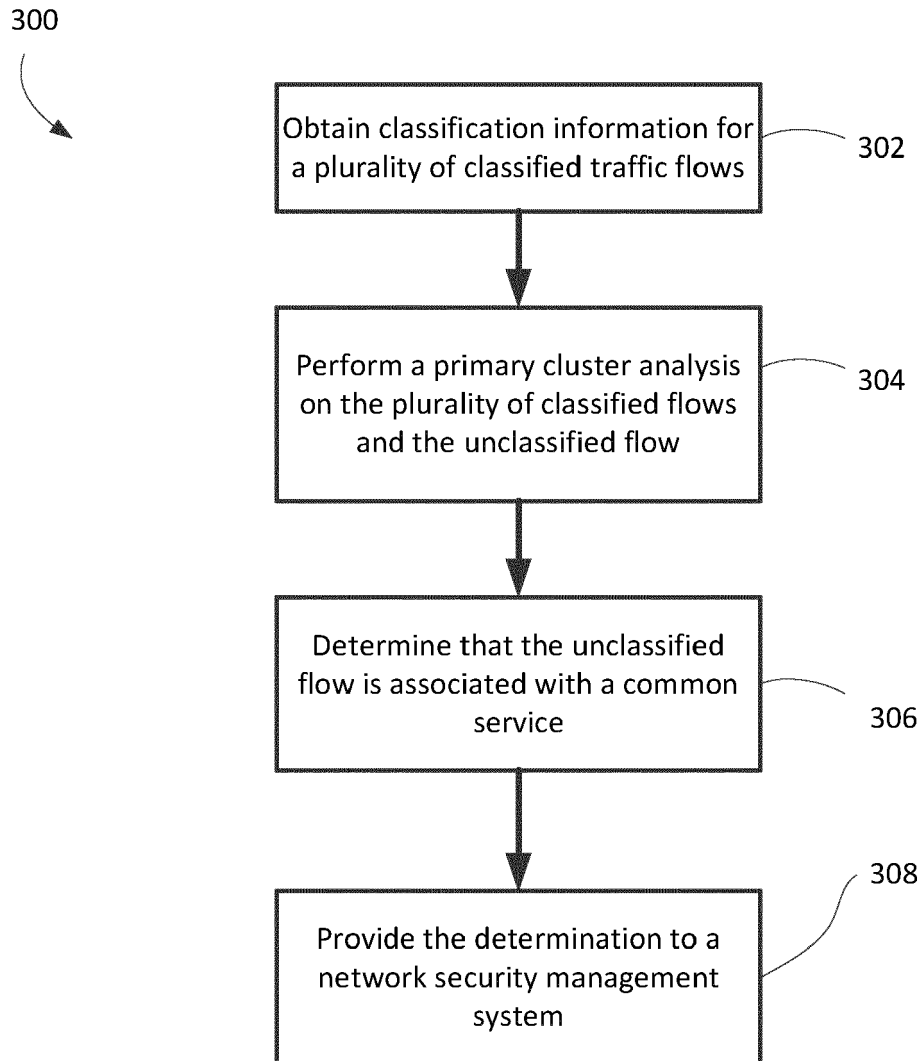 300
Obtain classification information for
a plurality of classified traffic flows
302
Perform a primary cluster analysis
on the plurality of classified flows
and the unclassified flow
304
Determine that the unclassified
flow is associated with a common
service
306
Provide the determination to a
network security management
system
308